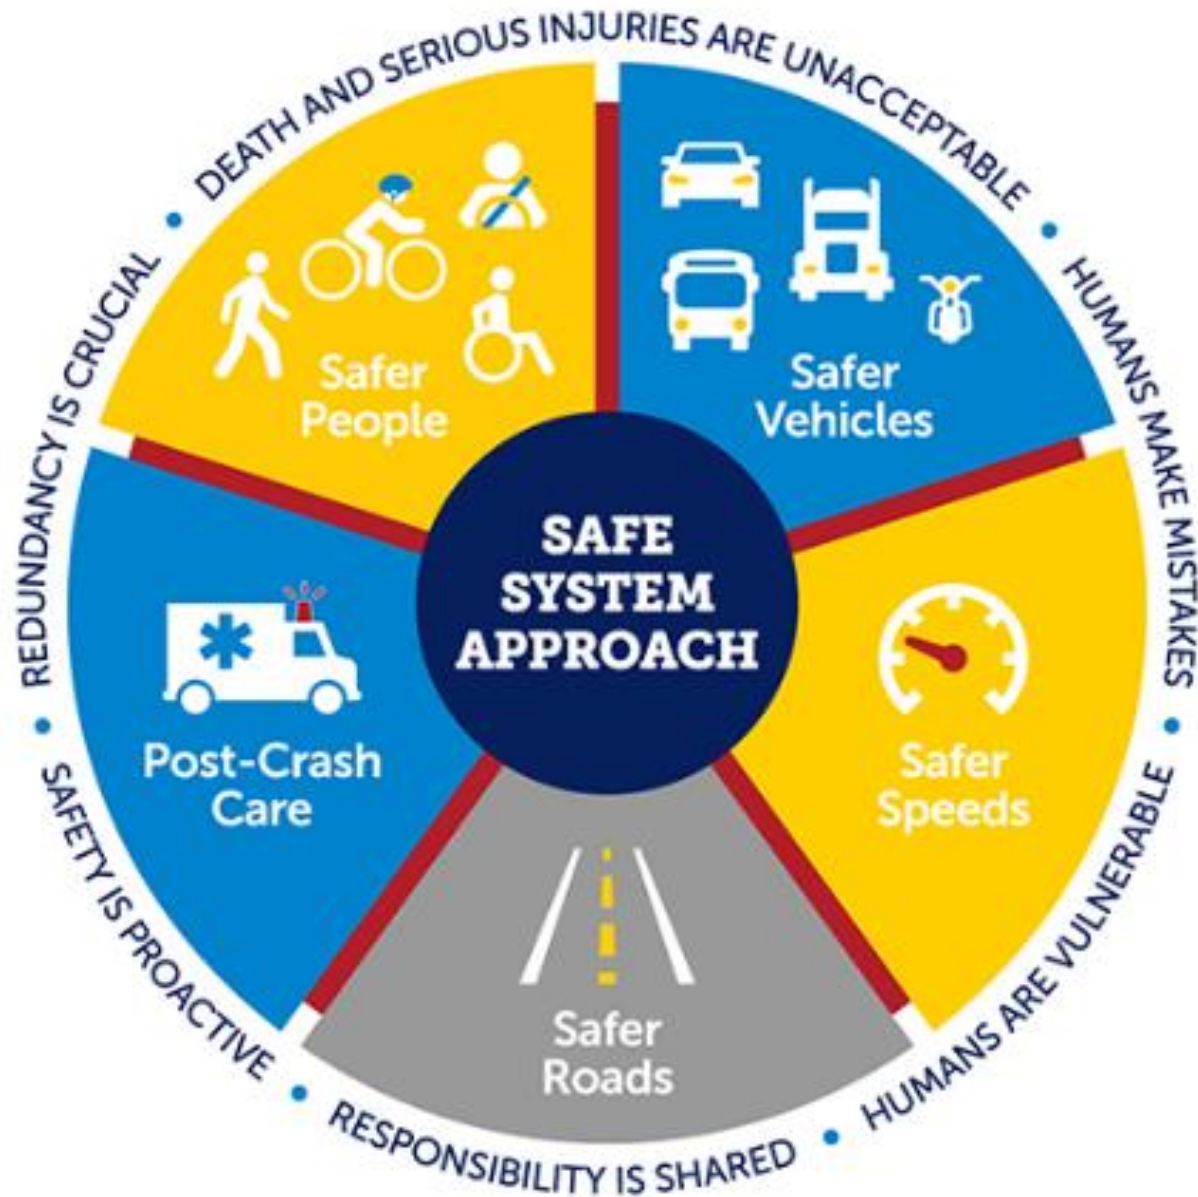 DEATH AND SERIOUS INJURIES ARE UNACCEPTABLE
HUMANS MAKE MISTAKES
HUMANS ARE VULNERABLE
RESPONSIBILITY IS SHARED
SAFETY IS PROACTIVE
REDUNDANCY IS CRUCIAL
SAFE
SYSTEM
APPROACH
Safer
People
Safer
Vehicles
Safer
Speeds
Safer
Roads
Post-Crash
Care